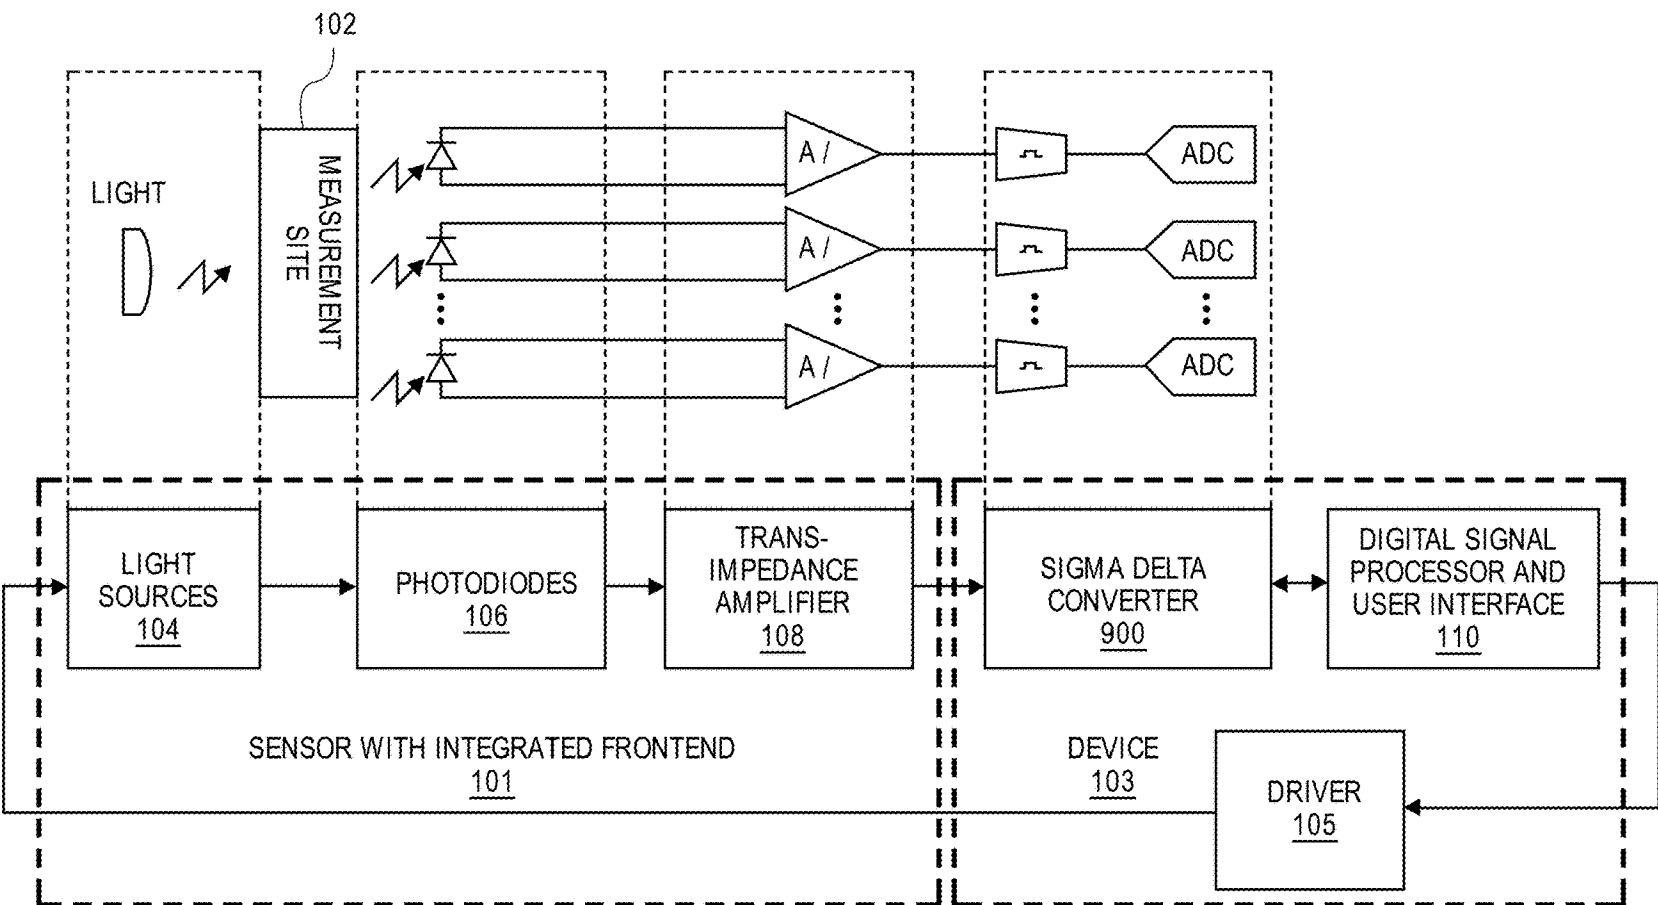 102
LIGHT
MEASUREMENT
SITE
A /
ADC
A /
ADC
A /
ADC
LIGHT
SOURCES
104
PHOTODIODES
106
TRANS-
IMPEDANCE
AMPLIFIER
108
SIGMA DELTA
CONVERTER
900
DIGITAL SIGNAL
PROCESSOR AND
USER INTERFACE
110
SENSOR WITH INTEGRATED FRONTEND
101
DEVICE
103
DRIVER
105